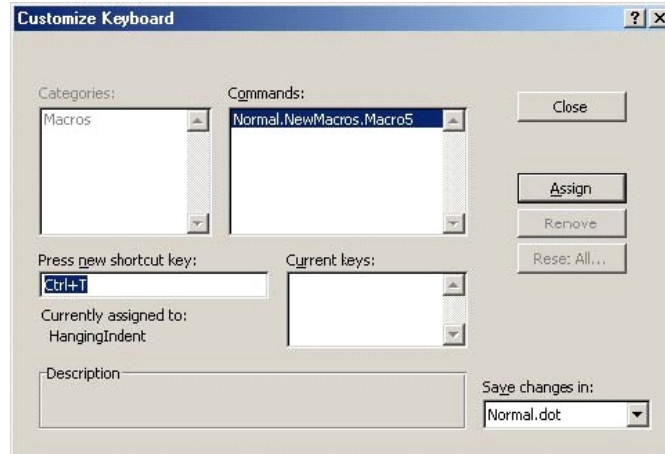 Customize Keyboard
Categories:
Commands:
Macros
Normal.NewMacros.Macro5
Close
Assign
Remove
Rese: All...
Press new shortcut key:
Current keys:
Ctrl+T
Currently assigned to:
HangingIndent
Description
Save changes in:
Normal.dot